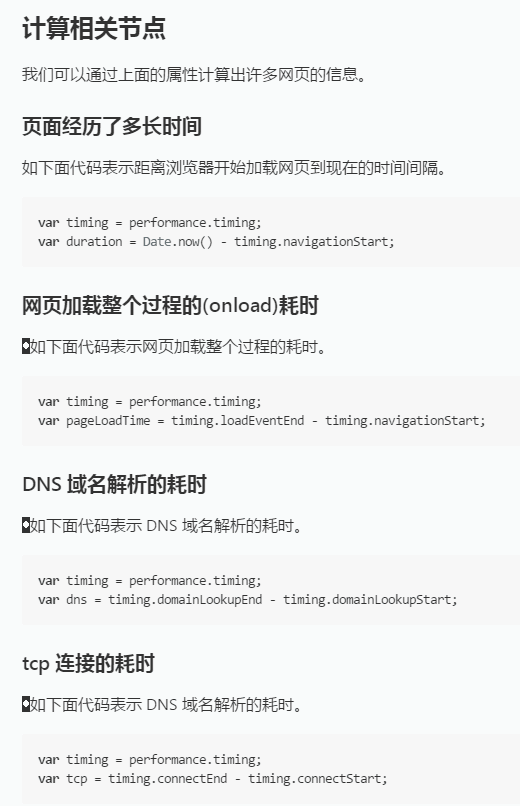 计算相关节点
我们可以通过上面的属性计算出许多网页的信息。
页面经历了多长时间
如下面代码表示距离浏览器开始加载网页到现在的时间间隔。
var timing = performance.timing;
var duration = Date.now() - timing.navigationStart;
网页加载整个过程的(onload)耗时
�如下面代码表示网页加载整个过程的耗时。
var timing = performance.timing;
var pageLoadTime = timing.loadEventEnd - timing.navigationStart;
DNS 域名解析的耗时
�如下面代码表示 DNS 域名解析的耗时。
var timing = performance.timing;
var dns = timing.domainLookupEnd - timing.domainLookupStart;
tcp 连接的耗时
�如下面代码表示 DNS 域名解析的耗时。
var timing = performance.timing;
var tcp = timing.connectEnd - timing.connectStart;